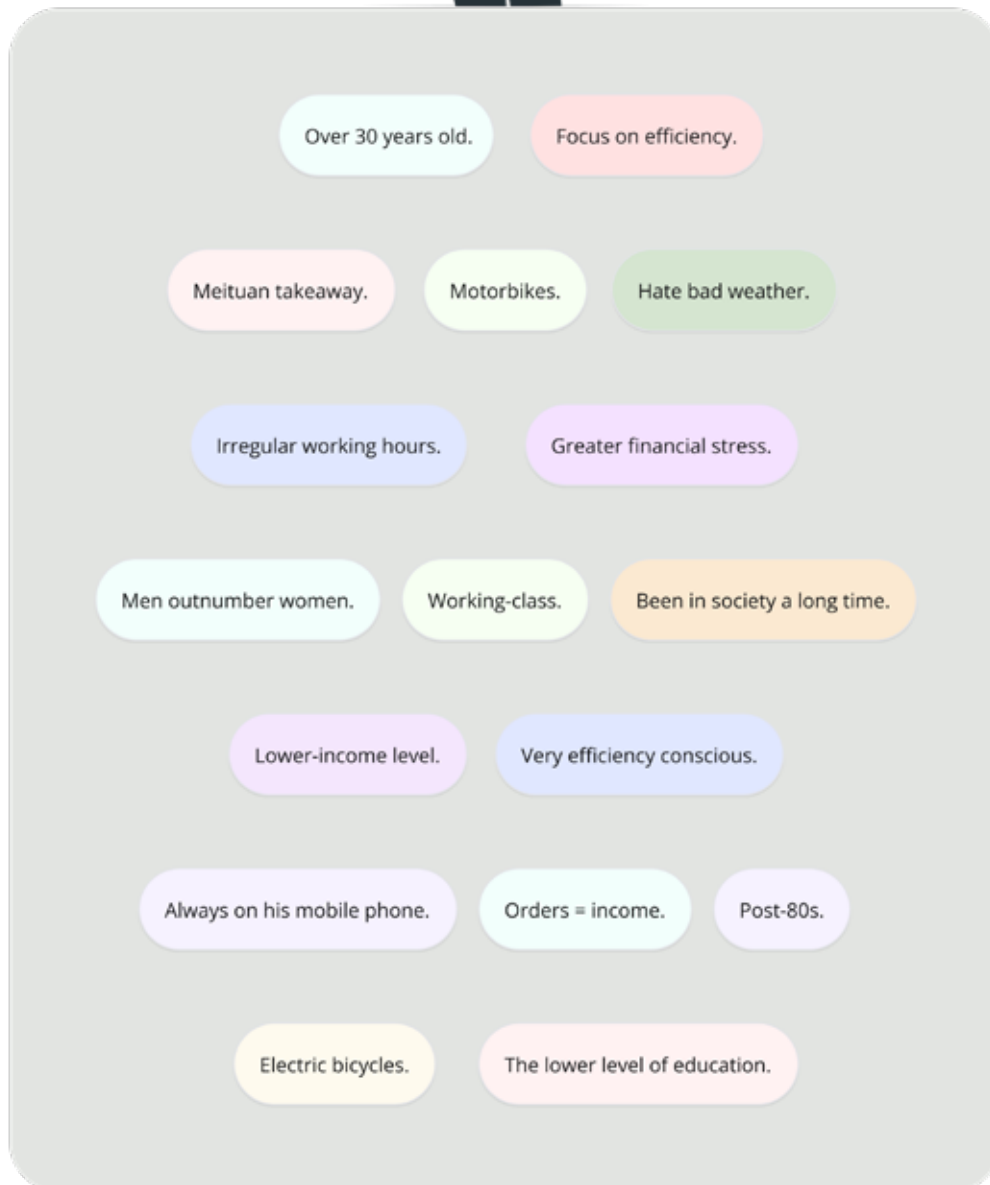 Over 30 years old. Focus on efficiency.
Meituan takeaway. Motorbikes. Hate bad weather.
Irregular working hours. Greater financial stress.
Men outnumber women. Working-class. Been in society a long time.
Lower-income level. Very efficiency conscious.
Always on his mobile phone. Orders = income. Post-80s.
Electric bicycles. The lower level of education.